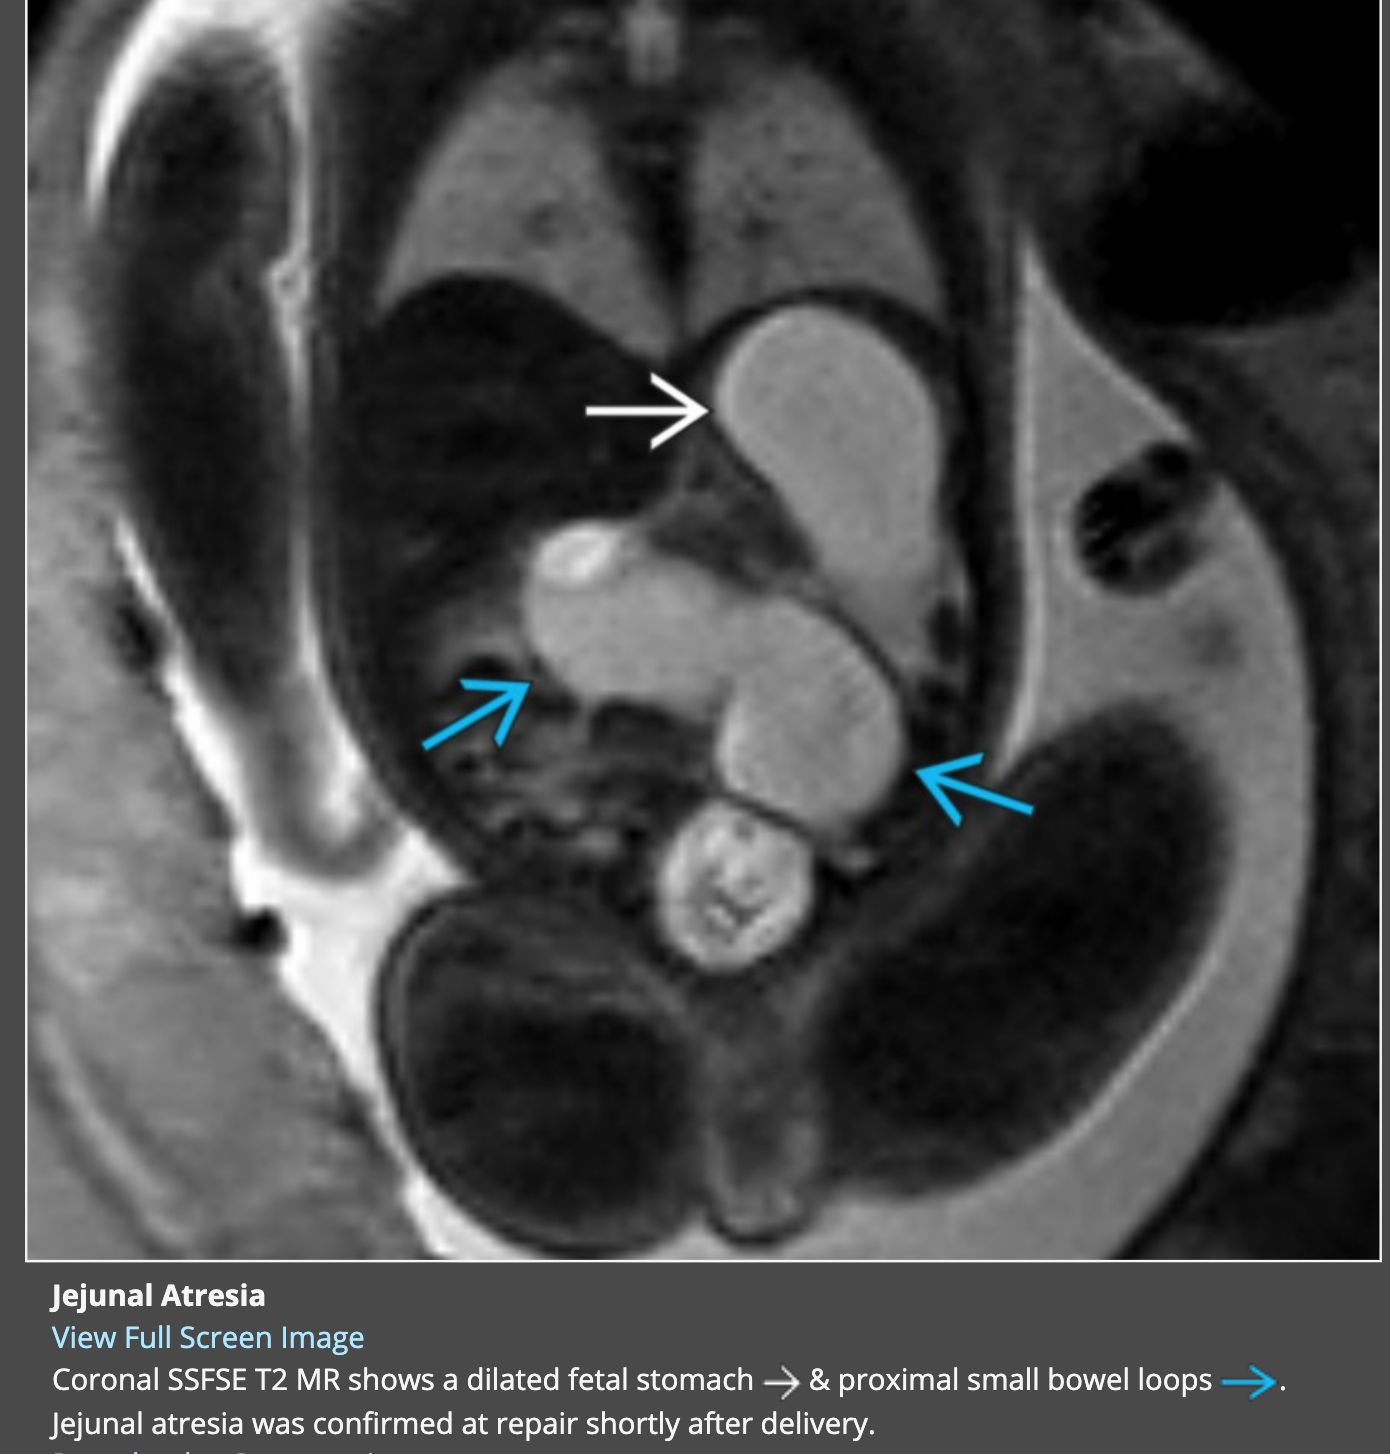 Jejunal Atresia
View Full Screen Image
Coronal SSFSE T2 MR shows a dilated fetal stomach → & proximal small bowel loops →.
Jejunal atresia was confirmed at repair shortly after delivery.